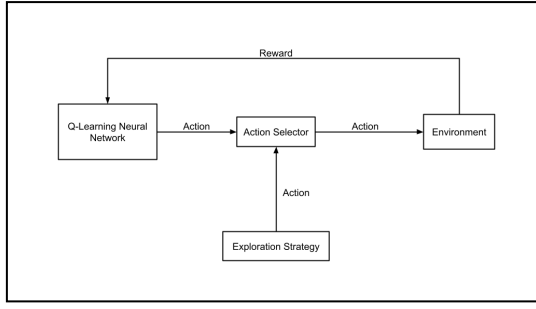 Reward
Q-Learning Neural
Network
Action
Action Selector
Action
Environment
Action
Exploration Strategy